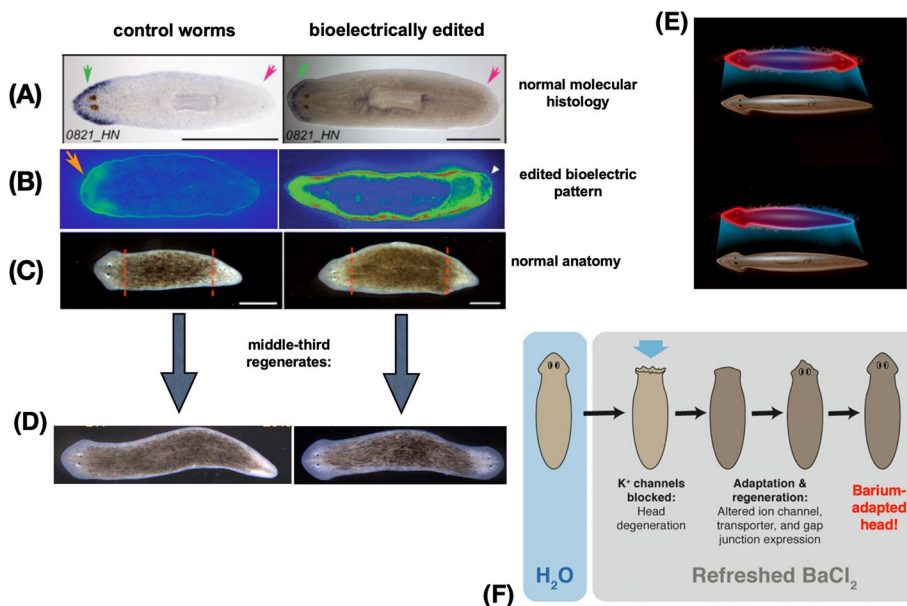 control worms
bioelectrically edited
(A)
0821_HN
0821_HN
normal molecular
histology
(B)
edited bioelectric
pattern
(C)
normal anatomy
middle-third
regenerates:
(D)
(E)
K⁺ channels
blocked:
Head
degeneration
Adaptation &
regeneration:
Altered ion channel,
transporter, and gap
junction expression
Barium-
adapted
head!
(F)
H₂O
Refreshed BaCl₂